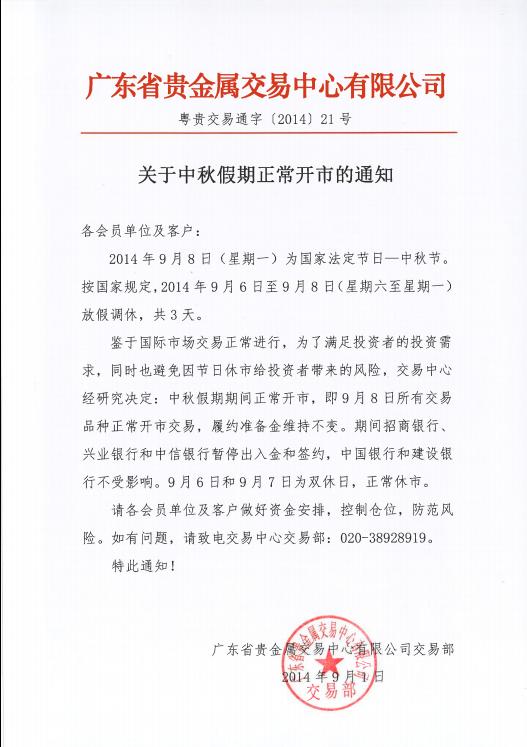 广东省贵金属交易中心有限公司
粤贵交易通字〔2014〕21 号
关于中秋假期正常开市的通知
各会员单位及客户：
2014 年 9 月 8 日（星期一）为国家法定节日—中秋节。
按国家规定,2014 年 9 月 6 日至 9 月 8 日(星期六至星期一)
放假调休，共 3 天。
鉴于国际市场交易正常进行，为了满足投资者的投资需
求，同时也避免因节日休市给投资者带来的风险，交易中心
经研究决定：中秋假期期间正常开市，即 9 月 8 日所有交易
品种正常开市交易，履约准备金维持不变。期间招商银行、
兴业银行和中信银行暂停出入金和签约，中国银行和建设银
行不受影响。9 月 6 日和 9 月 7 日为双休日，正常休市。
请各会员单位及客户做好资金安排，控制仓位，防范风
险。如有问题，请致电交易中心交易部：020-38928919。
特此通知！
广东省贵金属交易中心有限公司交易部
2014 年 9 月 1 日
广东省贵金属交易中心有限公司
交易部